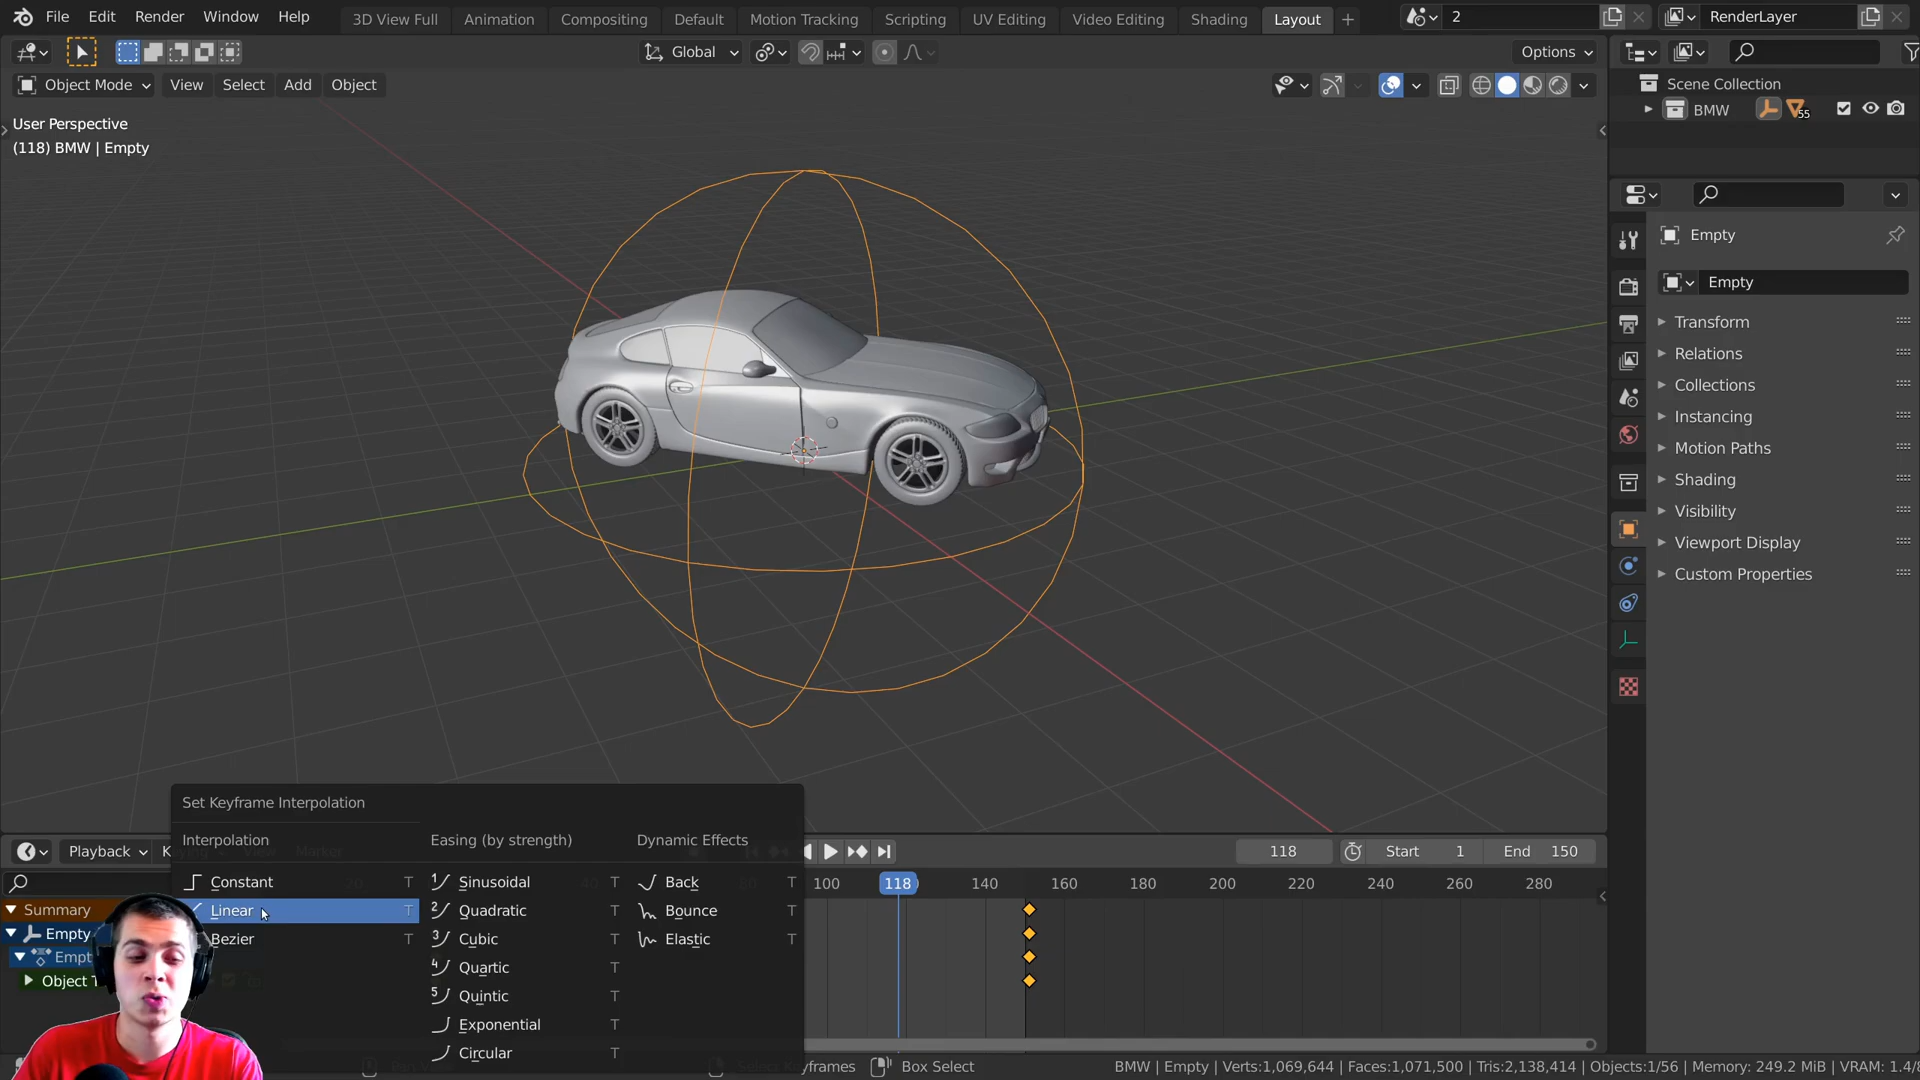 File Edit Render Window Help 3D View Full Animation Compositing Default Motion Tracking Scripting UV Editing Video Editing Shading Layout + 2 RenderLayer
Global Options
Object Mode View Select Add Object
Scene Collection
BMW 55
User Perspective
(118) BMW | Empty
Empty
Empty
Transform
Relations
Collections
Instancing
Motion Paths
Shading
Visibility
Viewport Display
Custom Properties
Set Keyframe Interpolation
Interpolation Easing (by strength) Dynamic Effects
Constant T Sinusoidal T Back T
Linear T Quadratic T Bounce T
Bezier T Cubic T Elastic T
Quartic T
Quintic T
Exponential T
Circular T
Playback View Marker 118 Start 1 End 150
100 118 140 160 180 200 220 240 260 280
Summary
Empty
Empt
Object T
Keyframes Box Select BMW | Empty Verts:1,069,644 | Faces:1,071,500 | Tris:2,138,414 | Objects:1/56 | Memory: 249.2 MiB | VRAM: 1.4/